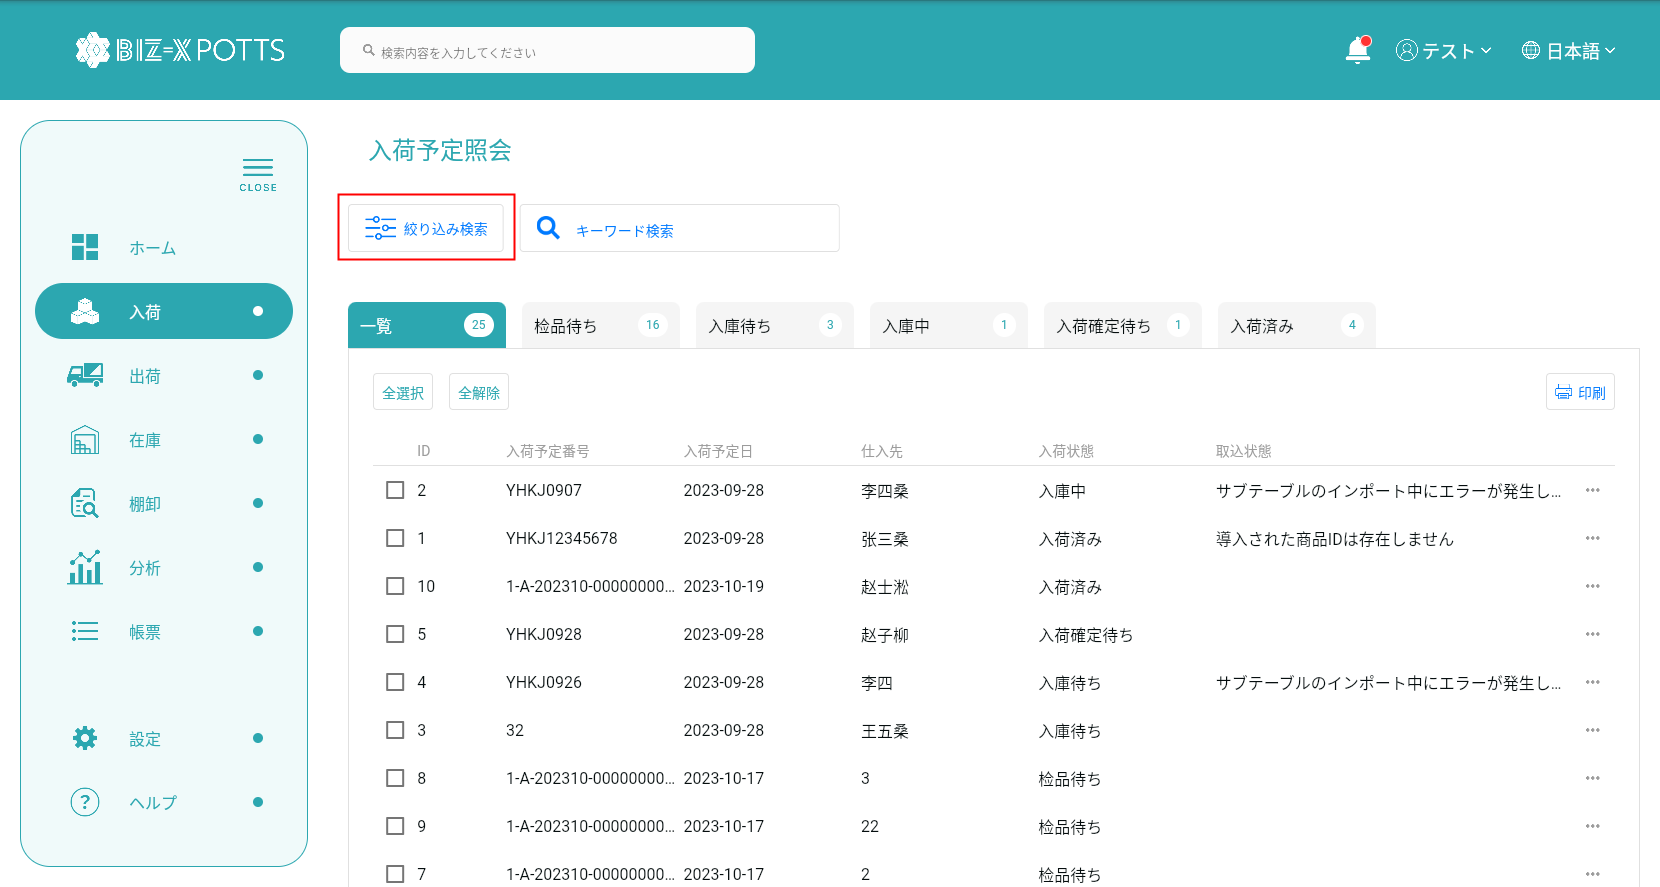 BIZ-X POTTS
検索内容を入力してください
テスト
日本語
CLOSE
ホーム
入荷
出荷
在庫
棚卸
分析
帳票
設定
ヘルプ
入荷予定照会
絞り込み検索
キーワード検索
一覧 25
検品待ち 16
入庫待ち 3
入庫中 1
入荷確定待ち 1
入荷済み 4
全選択 全解除 印刷
ID 入荷予定番号 入荷予定日 仕入先 入荷状態 取込状態
2 YHKJ0907 2023-09-28 李四桑 入庫中 サブテーブルのインポート中にエラーが発生し... ...
1 YHKJ12345678 2023-09-28 张三桑 入荷済み 導入された商品IDは存在しません ...
10 1-A-202310-00000000... 2023-10-19 赵士淞 入荷済み ...
5 YHKJ0928 2023-09-28 赵子柳 入荷確定待ち ...
4 YHKJ0926 2023-09-28 李四 入庫待ち サブテーブルのインポート中にエラーが発生し... ...
3 32 2023-09-28 王五桑 入庫待ち ...
8 1-A-202310-00000000... 2023-10-17 3 检品待ち ...
9 1-A-202310-00000000... 2023-10-17 22 检品待ち ...
7 1-A-202310-00000000... 2023-10-17 2 检品待ち ...